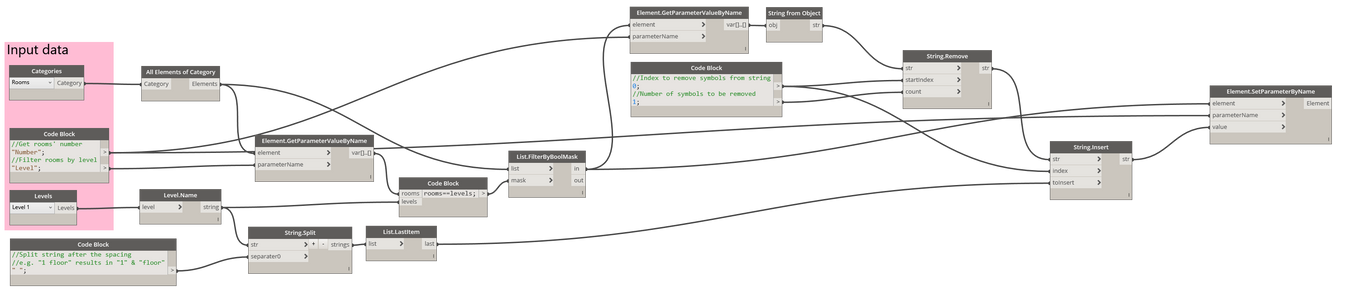 Input data
Categories
Rooms
Category
All Elements of Category
Category
Elements
Code Block
//Get rooms' number
"Number";
//Filter rooms by level
"Level";
>
>
Levels
Level 1
Levels
Level.Name
level
>
string
Code Block
//Split string after the spacing
//e.g. "1 floor" results in "1" & "floor"
" ";
>
Element.GetParameterValueByName
element
>
var[]..[]
parameterName
>
String.Split
str
>
+
-
strings
separater0
>
List.LastItem
list
>
last
Code Block
rooms
rooms==levels;
>
levels
List.FilterByBoolMask
list
>
in
mask
>
out
Element.GetParameterValueByName
element
>
var[]..[]
parameterName
>
String from Object
obj
str
Code Block
//Index to remove symbols from string
0;
>
//Number of symbols to be removed
1;
>
String.Remove
str
>
str
startIndex
>
count
>
String.Insert
str
>
str
index
>
toInsert
>
Element.SetParameterByName
element
>
Element
parameterName
>
value
>